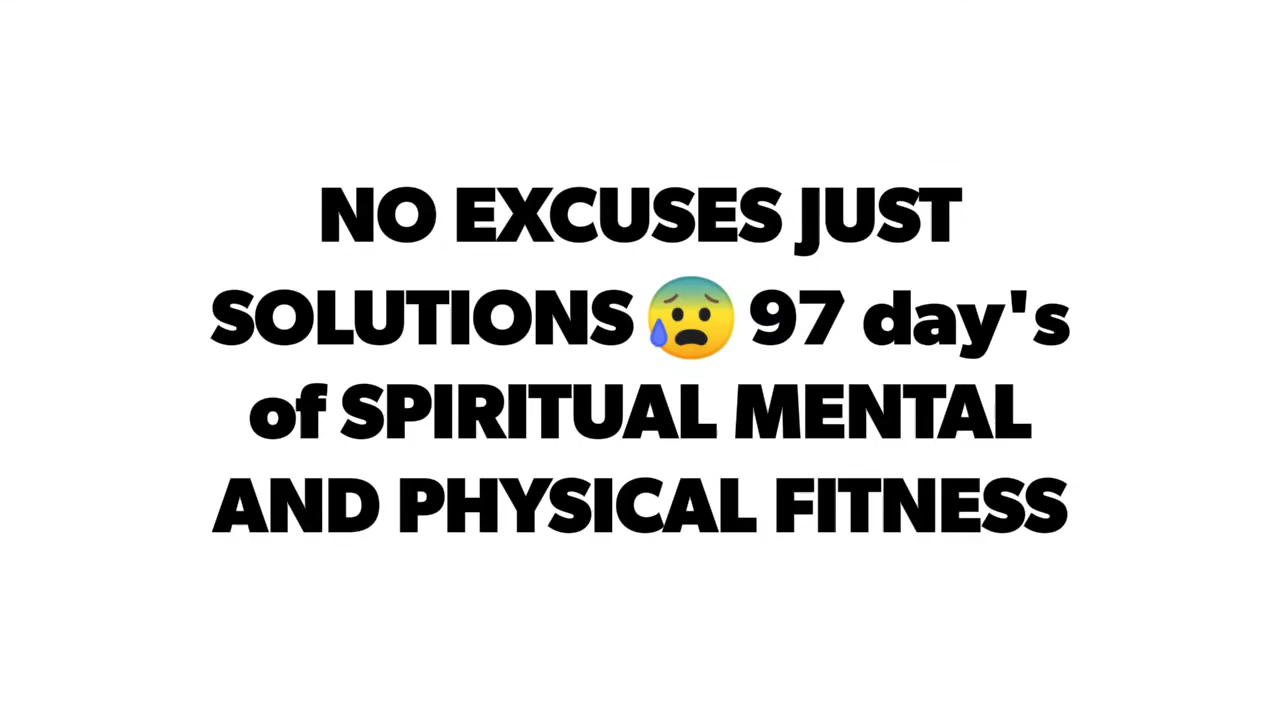 NO EXCUSES JUST
SOLUTIONS😰97 day's
of SPIRITUAL MENTAL
AND PHYSICAL FITNESS